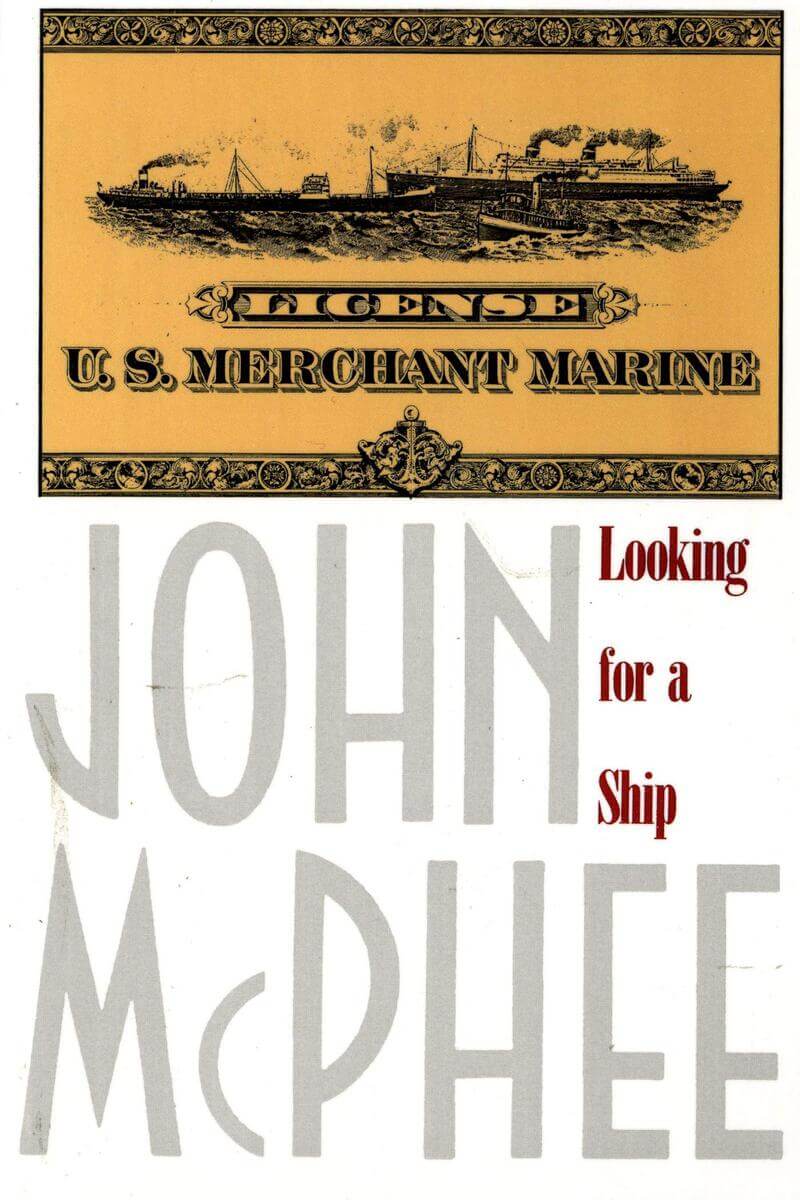 LICENSE
U. S. MERCHANT MARINE
JOHN
McPHEE
Looking
for a
Ship